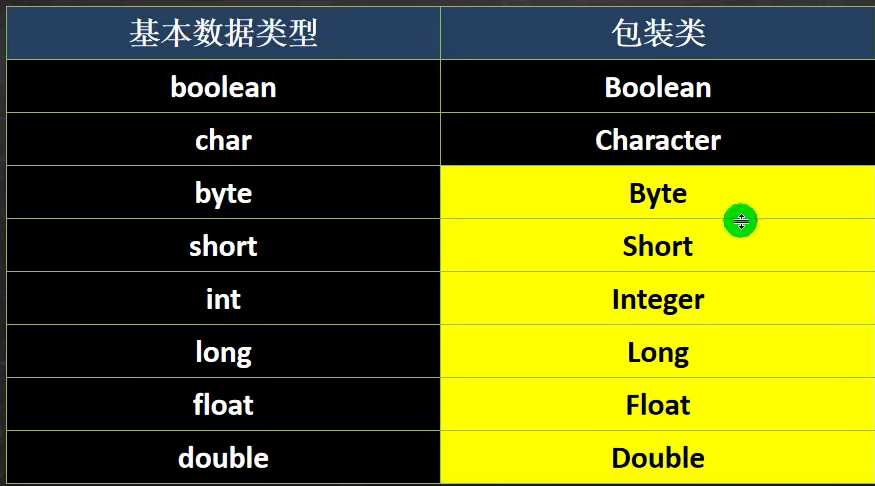 基本数据类型 包装类
boolean Boolean
char Character
byte Byte
short Short
int Integer
long Long
float Float
double Double